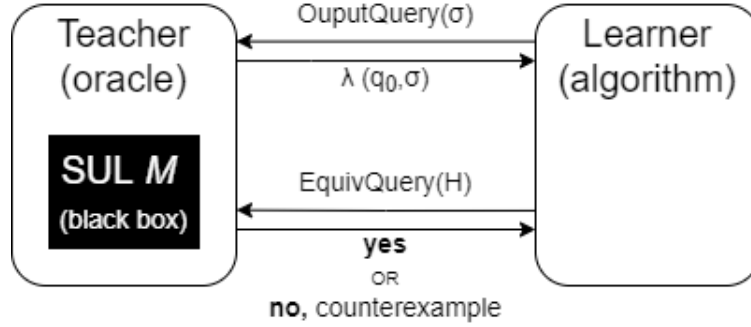 Teacher
(oracle)
SUL M
(black box)
OuputQuery(σ)
λ (q₀,σ)
EquivQuery(H)
yes
OR
no, counterexample
Learner
(algorithm)